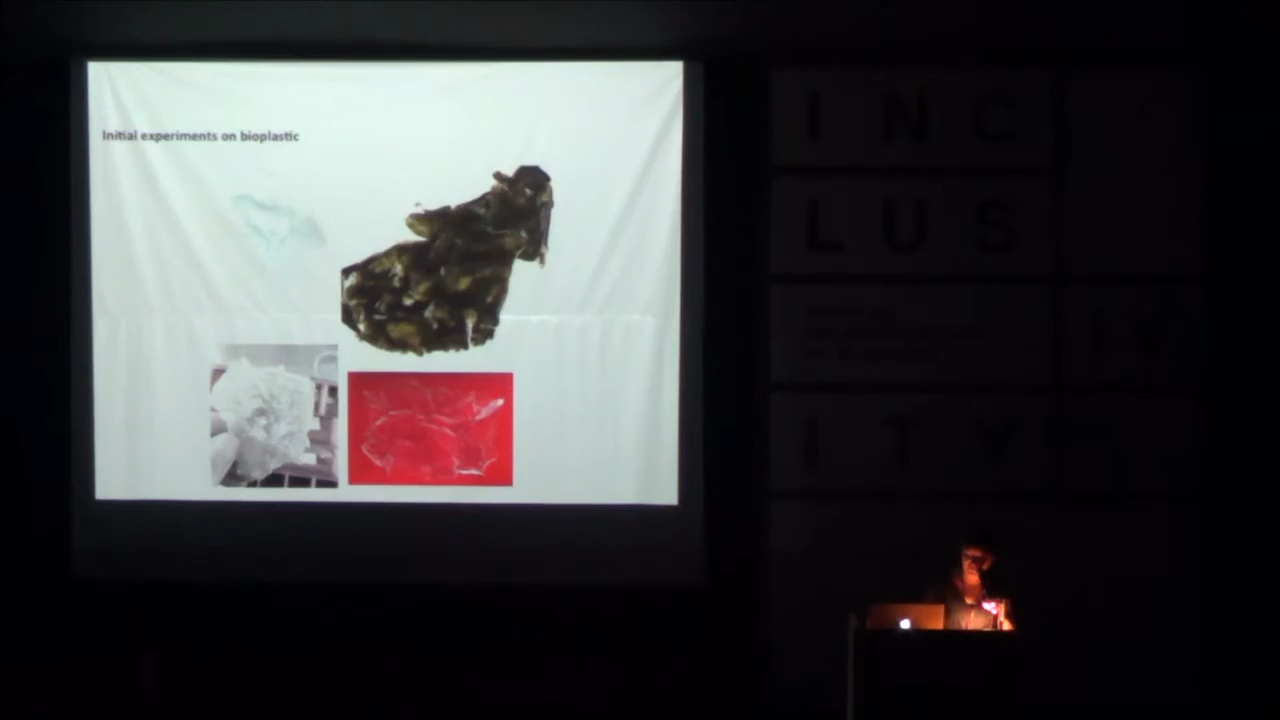 Initial experiments on bioplastic
I N C
L U S
I V
I T Y